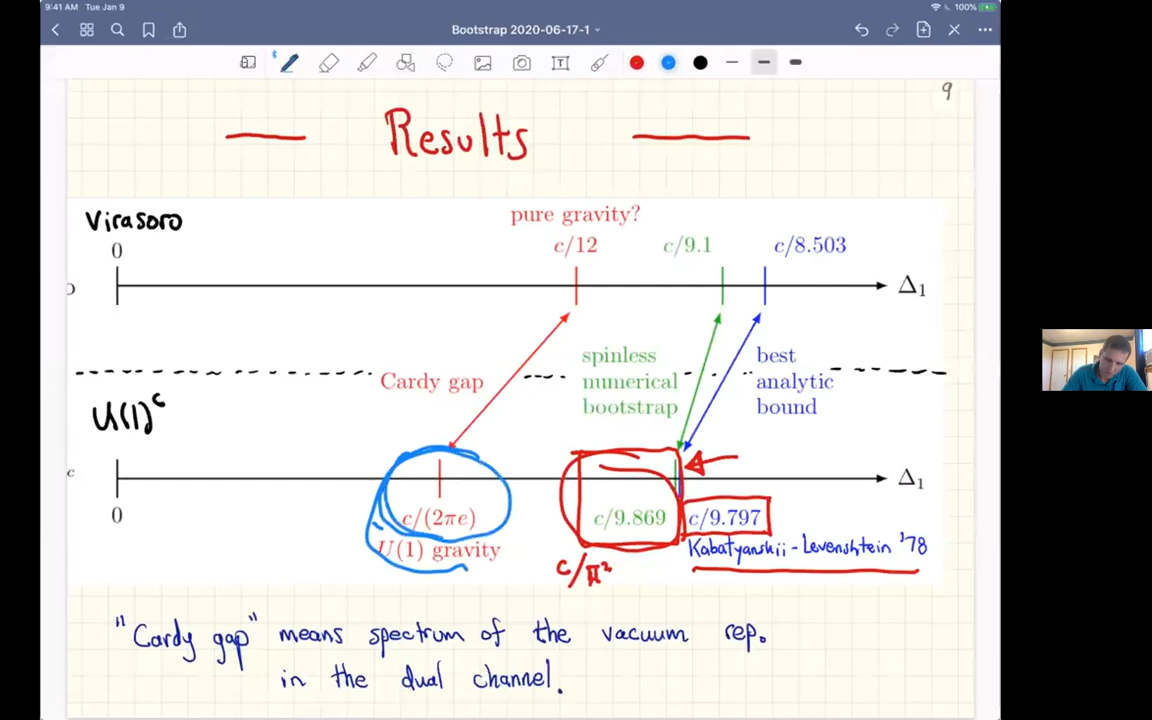 9:41 AM Tue Jan 9
100%
Bootstrap 2020-06-17-1
9
Results
Virasoro
pure gravity?
0
c/12
c/9.1
c/8.503
Δ₁
Cardy gap
spinless
numerical
bootstrap
best
analytic
bound
U(1)ᶜ
c
Δ₁
0
c/(2πe)
c/9.869
c/9.797
U(1) gravity
Kabatyanskii - Levenshtein '78
c/π²
"Cardy gap" means spectrum of the vacuum rep.
in the dual channel.